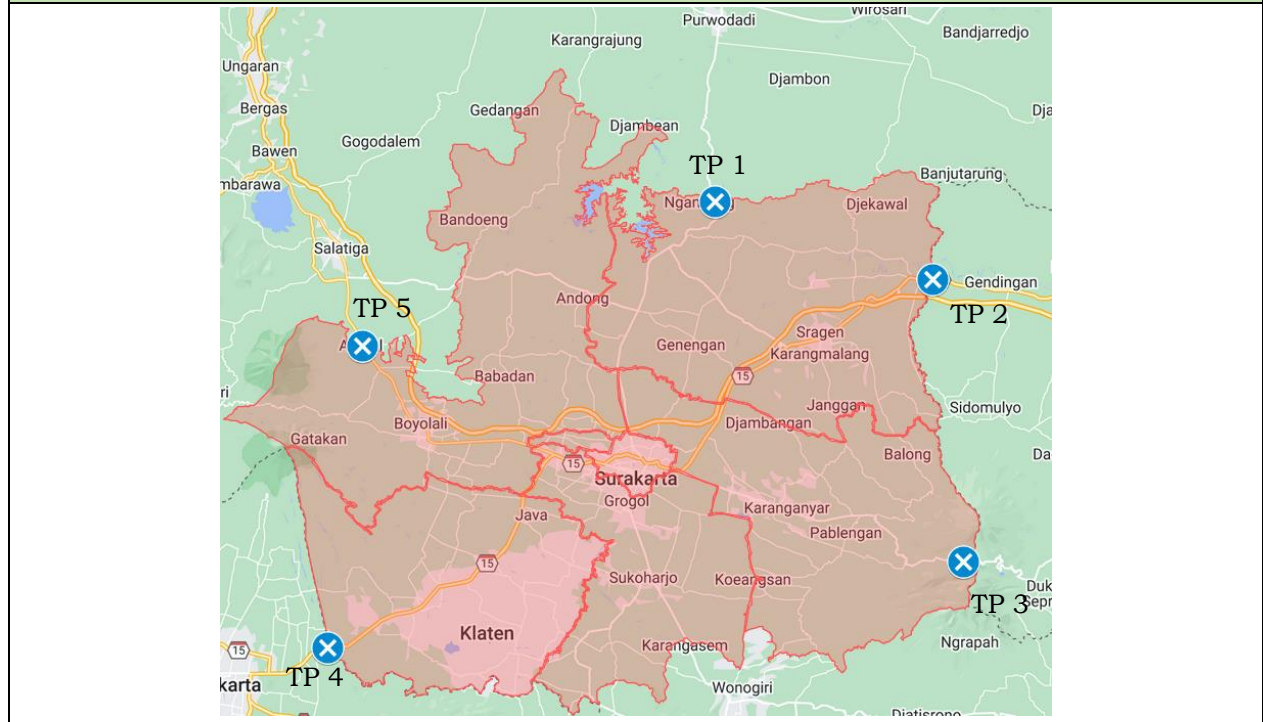 Wirosari
Purwodadi
Bandjarredjo
Karangrajung
Ungaran
Djambon
Bergas
Gedangan
Dja
Djambean
Gogodalem
Bawen
TP 1
Banjutarung
mbarawa
Djekawal
Bandoeng
Salatiga
Gendingan
Andong
TP 5
TP 2
Sragen
Genengan
Karangmalang
Babadan
15
ri
Janggan
Sidomulyo
Boyolali
Djambangan
Gatakan
Balong
Da
15
Surakarta
Grogol
Karanganyar
Java
Pablengan
15
Sukoharjo
Koeangsan
Duk
TP 3
Sepr
Klaten
Karangasem
Ngrapah
15
TP 4
karta
Wonogiri
Djatisrono